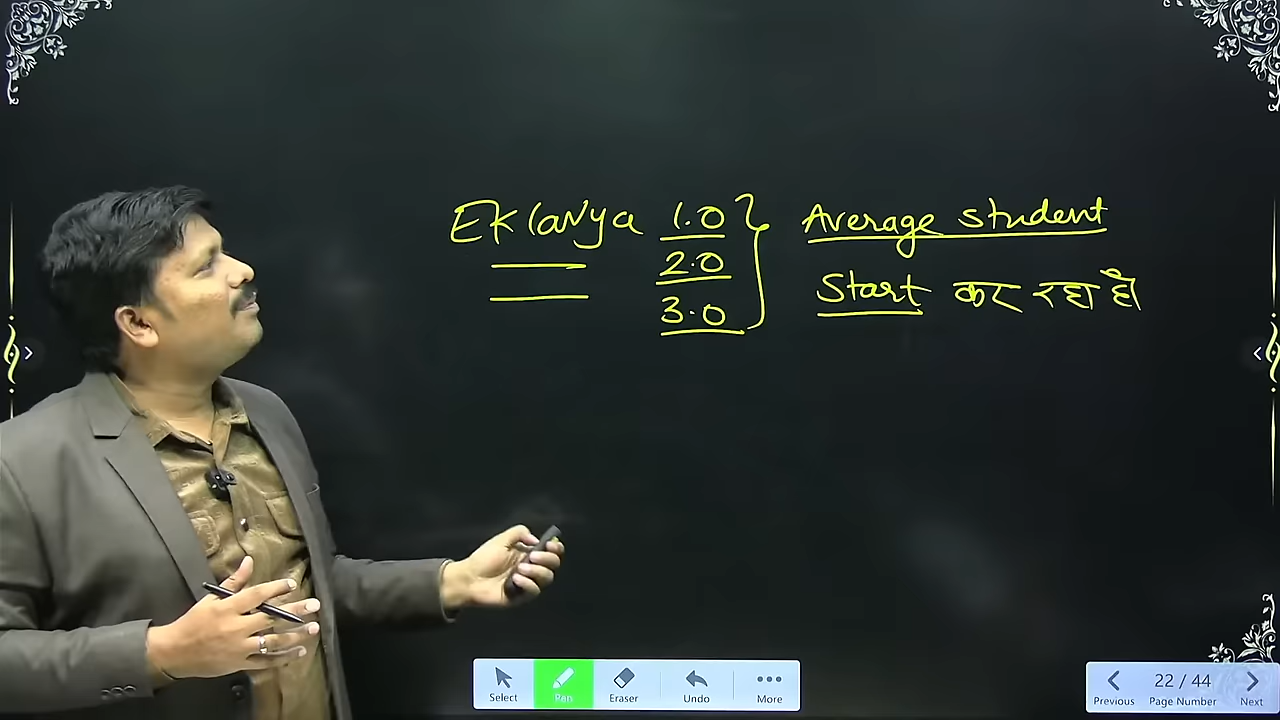 Eklavya 1.0 } Average student
2.0
3.0
Start कर रहा है
Select Pen Eraser Undo More
Previous 22 / 44 Page Number Next